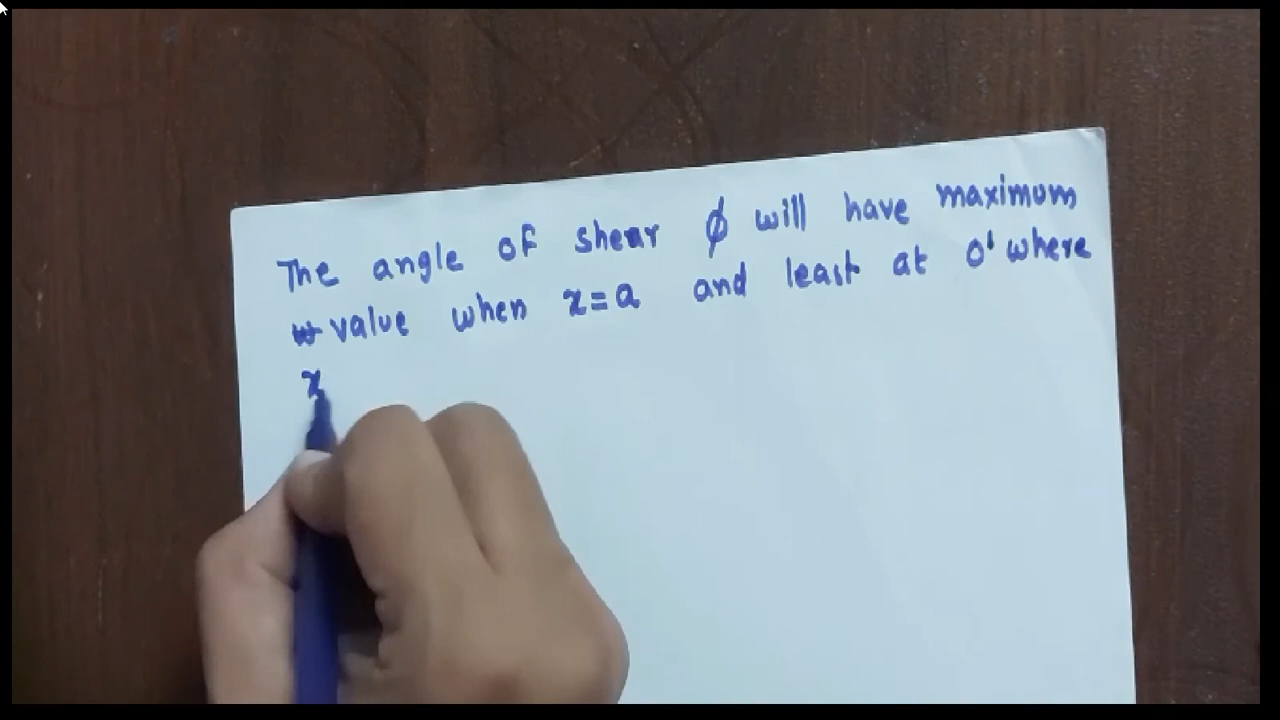 The angle of shear ϕ will have maximum
value when x=a and least at o' where
x